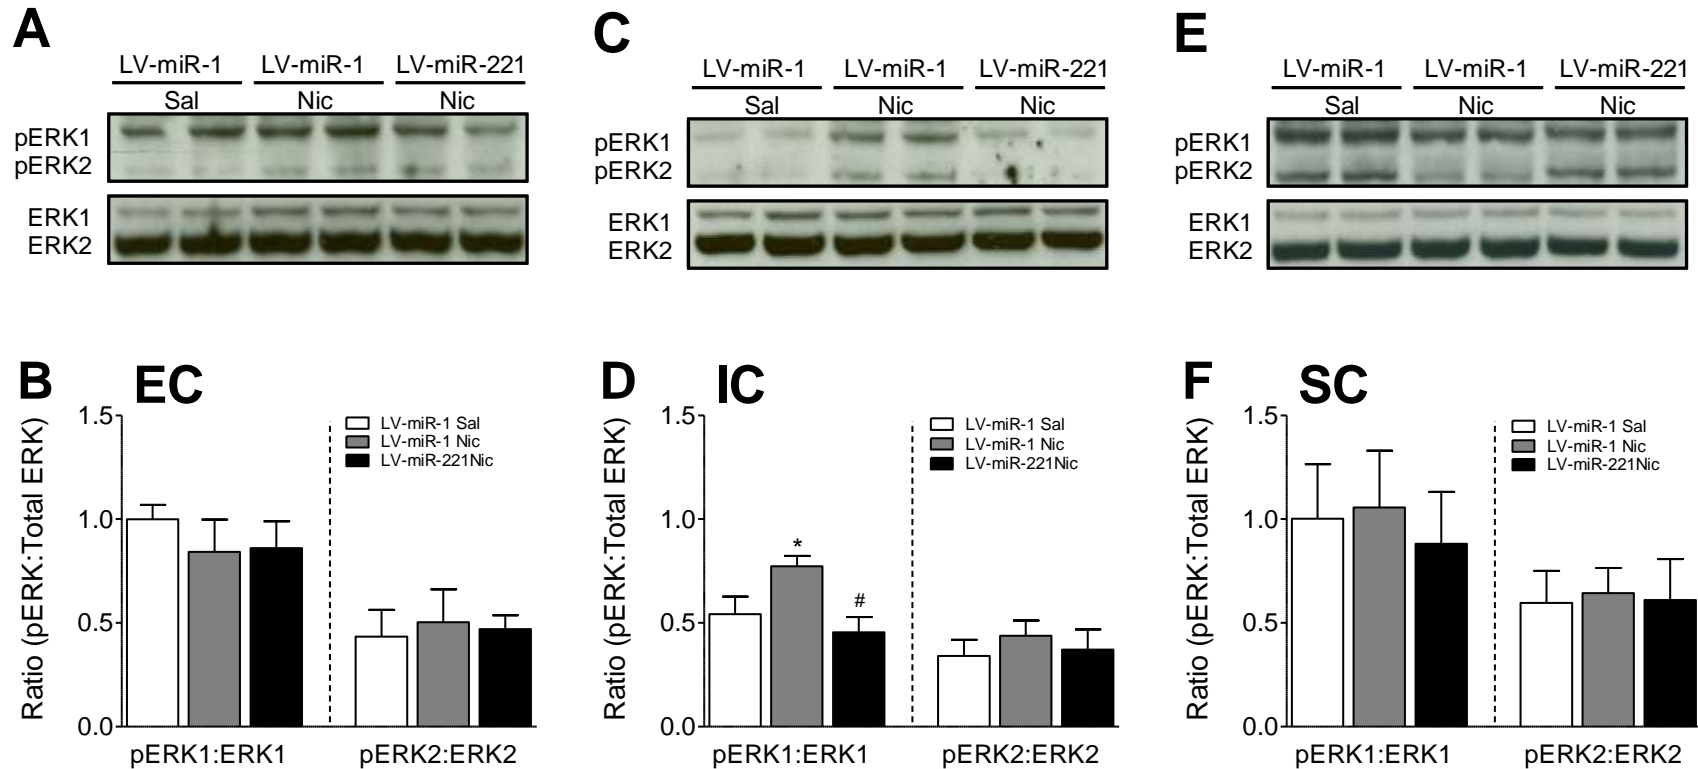 A
LV-miR-1 LV-miR-1 LV-miR-221
Sal Nic Nic
pERK1
pERK2
ERK1
ERK2
C
LV-miR-1 LV-miR-1 LV-miR-221
Sal Nic Nic
pERK1
pERK2
ERK1
ERK2
E
LV-miR-1 LV-miR-1 LV-miR-221
Sal Nic Nic
pERK1
pERK2
ERK1
ERK2
B EC
Ratio (pERK:Total ERK)
1.5
1.0
0.5
0.0
LV-miR-1 Sal
LV-miR-1 Nic
LV-miR-221Nic
pERK1:ERK1 pERK2:ERK2
D IC
Ratio (pERK:Total ERK)
1.5
1.0
0.5
0.0
LV-miR-1 Sal
LV-miR-1 Nic
LV-miR-221Nic
*
#
pERK1:ERK1 pERK2:ERK2
F SC
Ratio (pERK:Total ERK)
1.5
1.0
0.5
0.0
LV-miR-1 Sal
LV-miR-1 Nic
LV-miR-221Nic
pERK1:ERK1 pERK2:ERK2